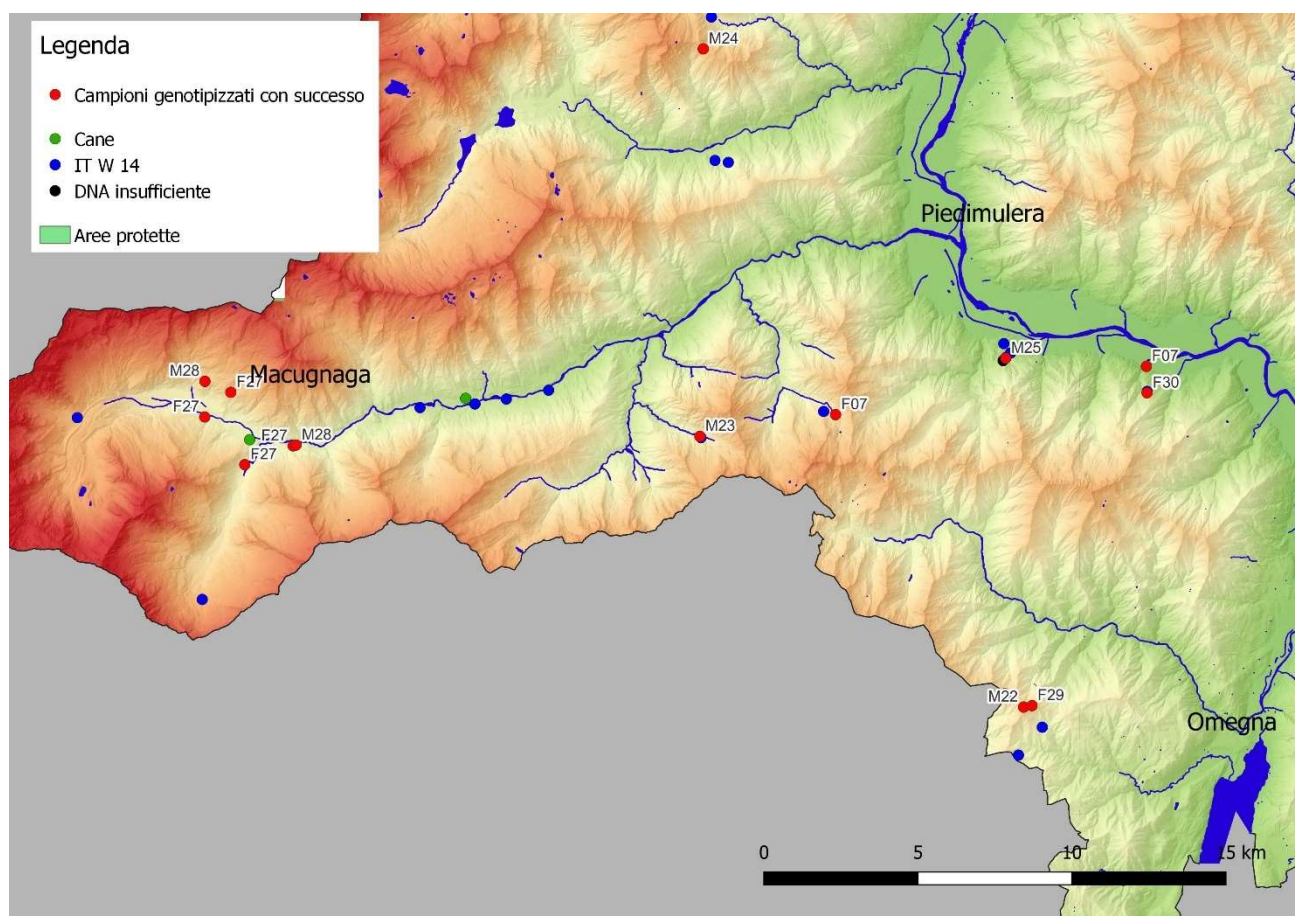 Legenda
Campioni genotipizzati con successo
Cane
IT W 14
DNA insufficiente
Aree protette
M24
Piedimulera
M25
F07
F30
M28
F27
Macugnaga
F27
F27
M28
F27
M23
F07
M22
F29
Omegna
0
5
10
15 km